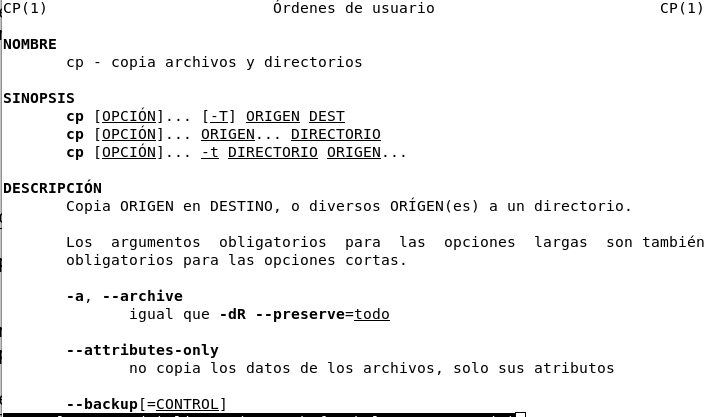 CP(1) Órdenes de usuario CP(1)
NOMBRE
cp - copia archivos y directorios
SINOPSIS
cp [OPCIÓN]... [-T] ORIGEN DEST
cp [OPCIÓN]... ORIGEN... DIRECTORIO
cp [OPCIÓN]... -t DIRECTORIO ORIGEN...
DESCRIPCIÓN
Copia ORIGEN en DESTINO, o diversos ORÍGEN(es) a un directorio.
Los argumentos obligatorios para las opciones largas son también
obligatorios para las opciones cortas.
-a, --archive
igual que -dR --preserve=todo
--attributes-only
no copia los datos de los archivos, solo sus atributos
--backup[=CONTROL]